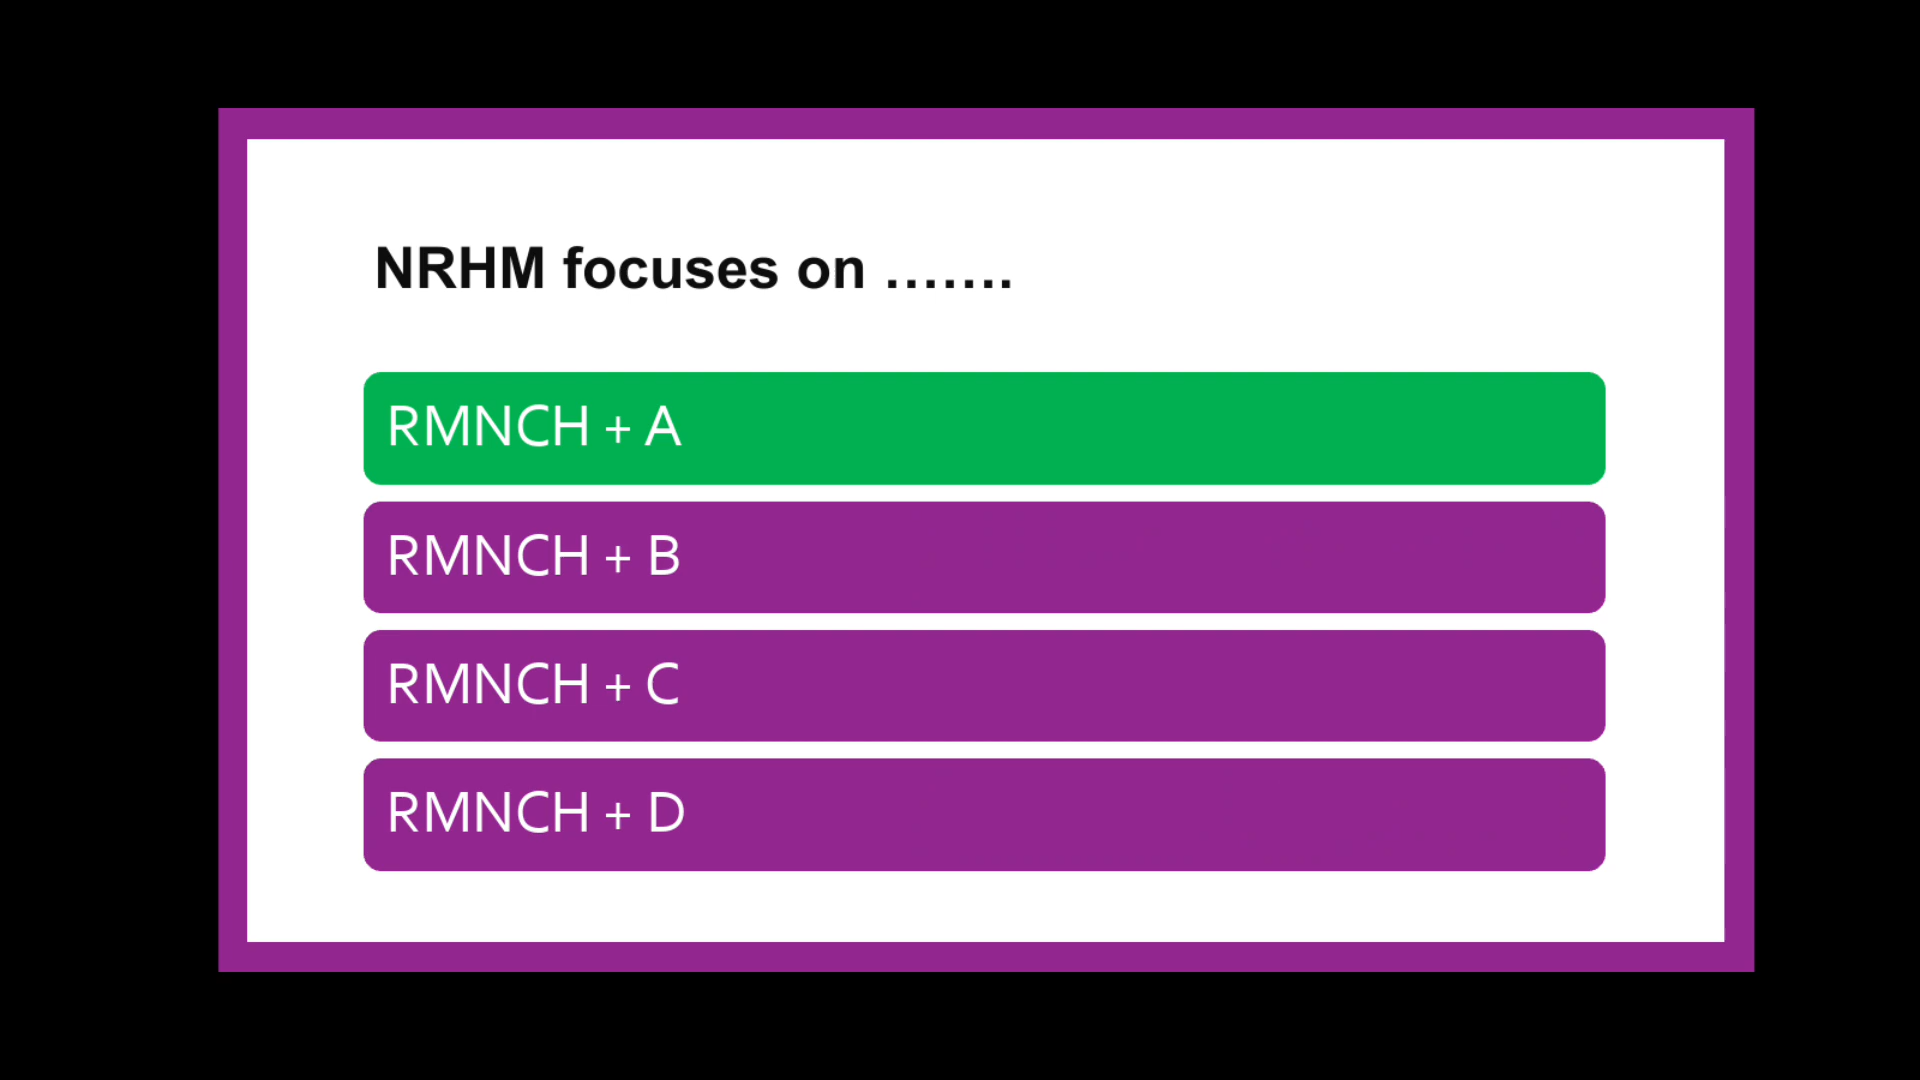 NRHM focuses on …….
RMNCH + A
RMNCH + B
RMNCH + C
RMNCH + D